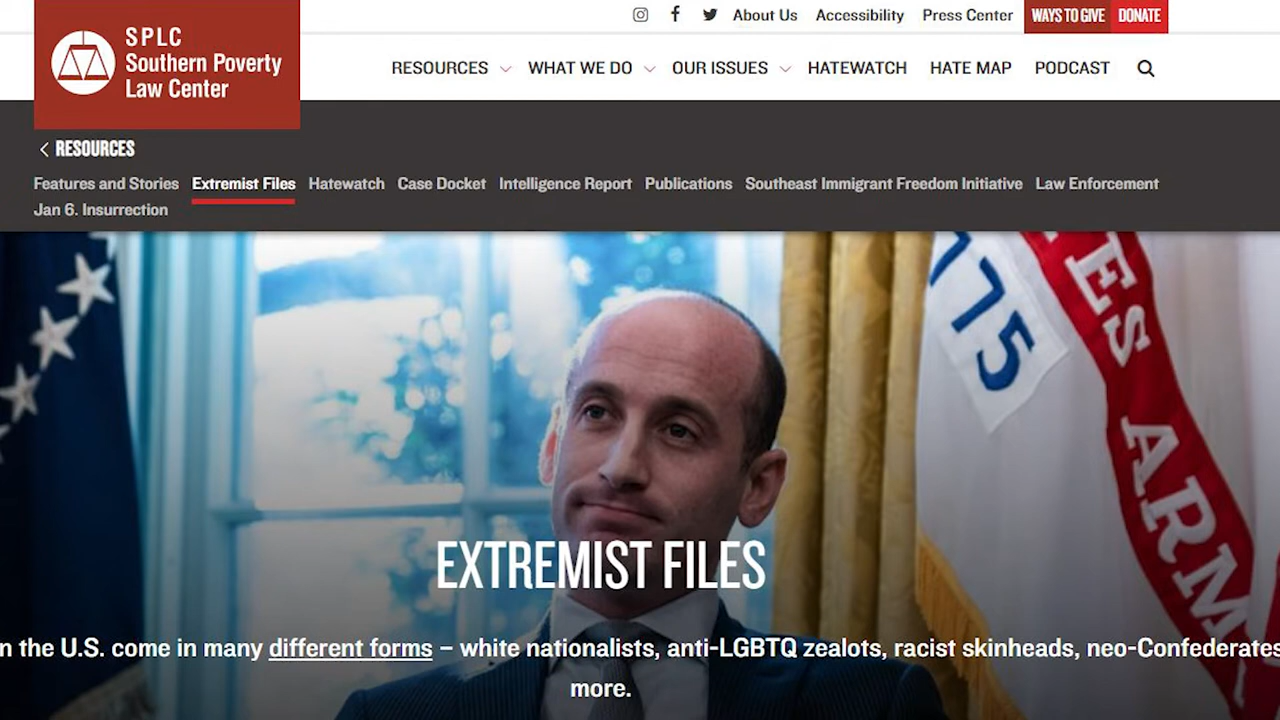 About Us Accessibility Press Center WAYS TO GIVE DONATE
SPLC
Southern Poverty
Law Center
RESOURCES WHAT WE DO OUR ISSUES HATEWATCH HATE MAP PODCAST
RESOURCES
Features and Stories Extremist Files Hatewatch Case Docket Intelligence Report Publications Southeast Immigrant Freedom Initiative Law Enforcement
Jan 6. Insurrection
175
ES ARM
EXTREMIST FILES
n the U.S. come in many different forms – white nationalists, anti-LGBTQ zealots, racist skinheads, neo-Confederates
more.